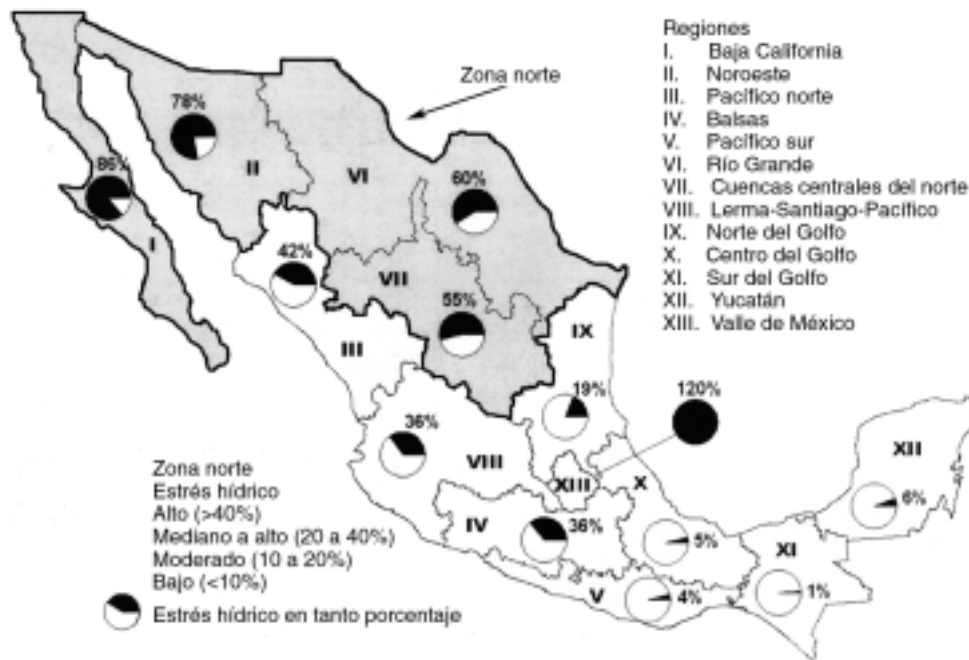 Regiones
I. Baja California
II. Noroeste
III. Pacífico norte
IV. Balsas
V. Pacífico sur
VI. Río Grande
VII. Cuencas centrales del norte
VIII. Lerma-Santiago-Pacífico
IX. Norte del Golfo
X. Centro del Golfo
XI. Sur del Golfo
XII. Yucatán
XIII. Valle de México
Zona norte
78%
86%
II
VI
60%
I
42%
VII
55%
III
IX
19%
120%
36%
VIII
XIII
X
XII
6%
IV
36%
5%
XI
V
4%
1%
Zona norte
Estrés hídrico
Alto (>40%)
Mediano a alto (20 a 40%)
Moderado (10 a 20%)
Bajo (<10%)
Estrés hídrico en tanto porcentaje